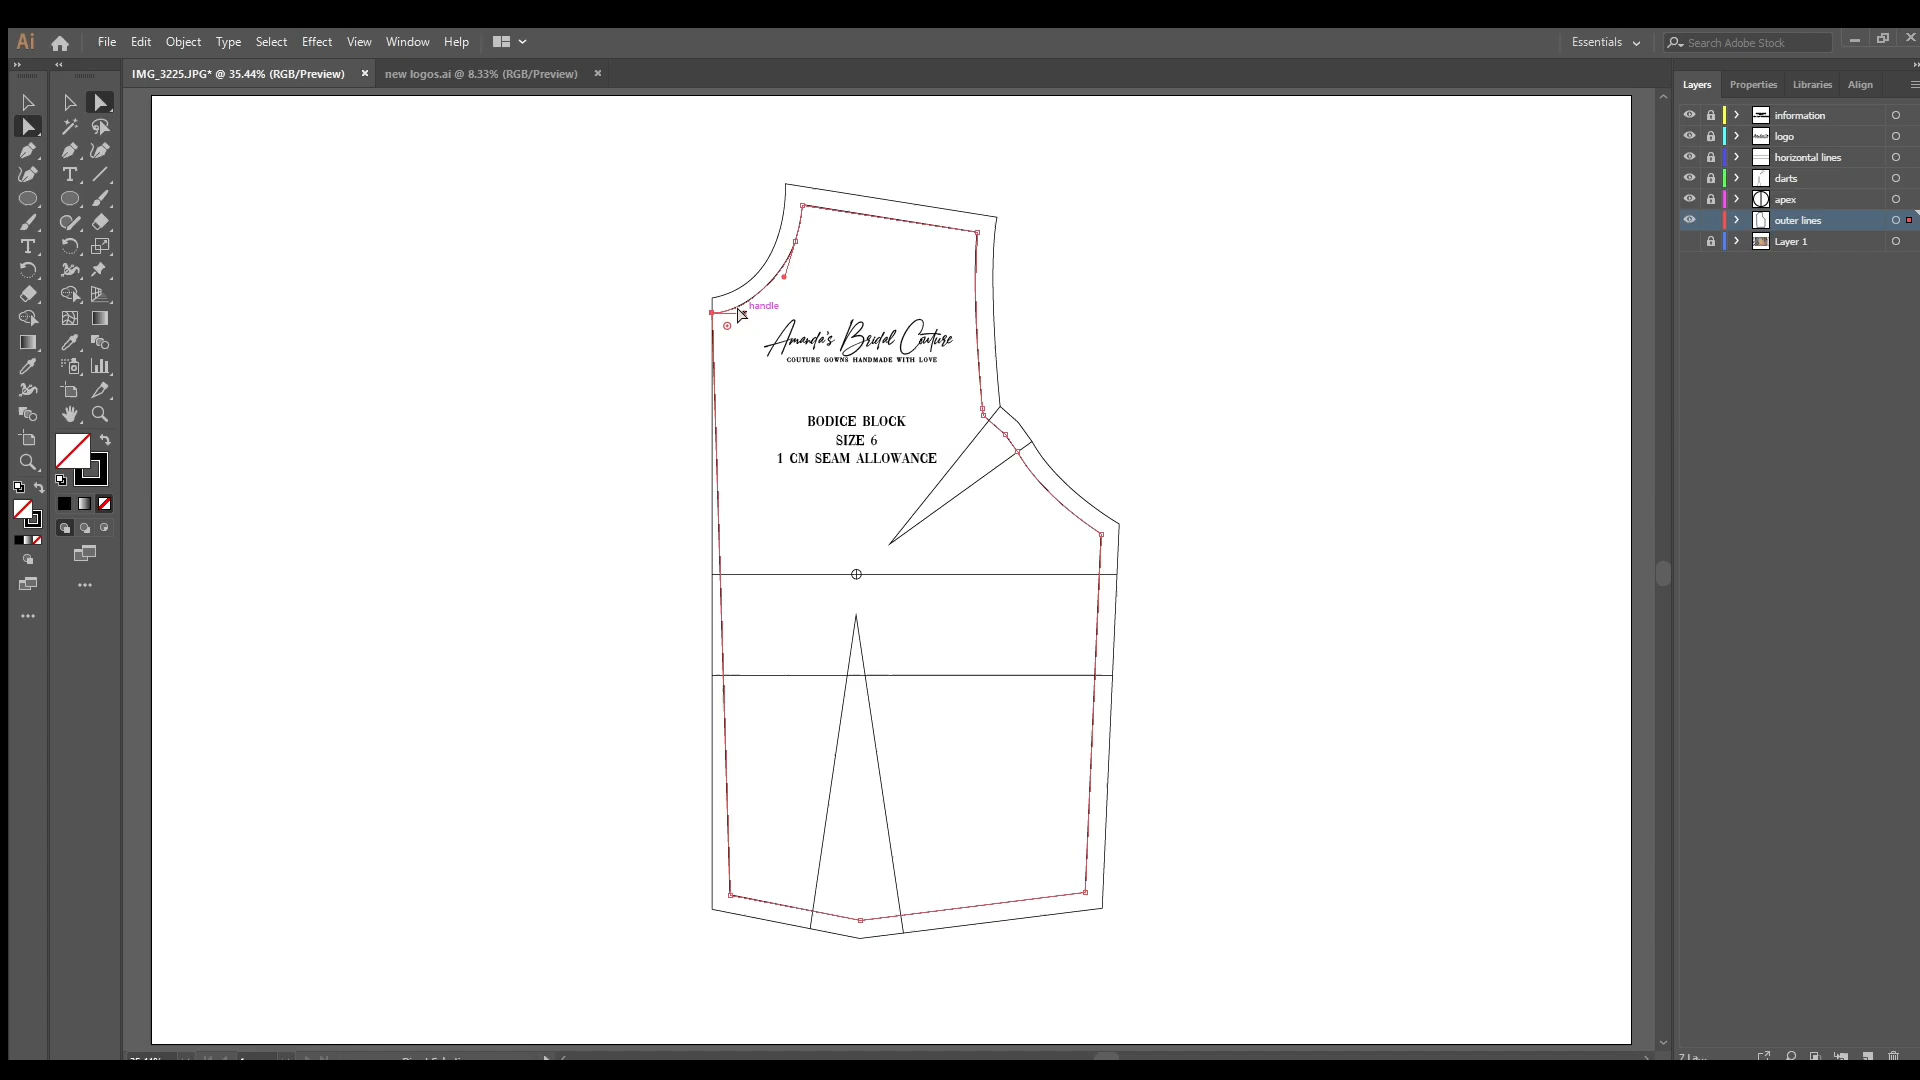 Ai File Edit Object Type Select Effect View Window Help Essentials Search Adobe Stock
IMG_3225.JPG* @ 35.44% (RGB/Preview) × new logos.ai @ 8.33% (RGB/Preview) ×
Layers Properties Libraries Align
information
logo
horizontal lines
darts
apex
outer lines
Layer 1
handle
Amanda's Bridal Couture
COUTURE GOWNS HANDMADE WITH LOVE
BODICE BLOCK
SIZE 6
1 CM SEAM ALLOWANCE